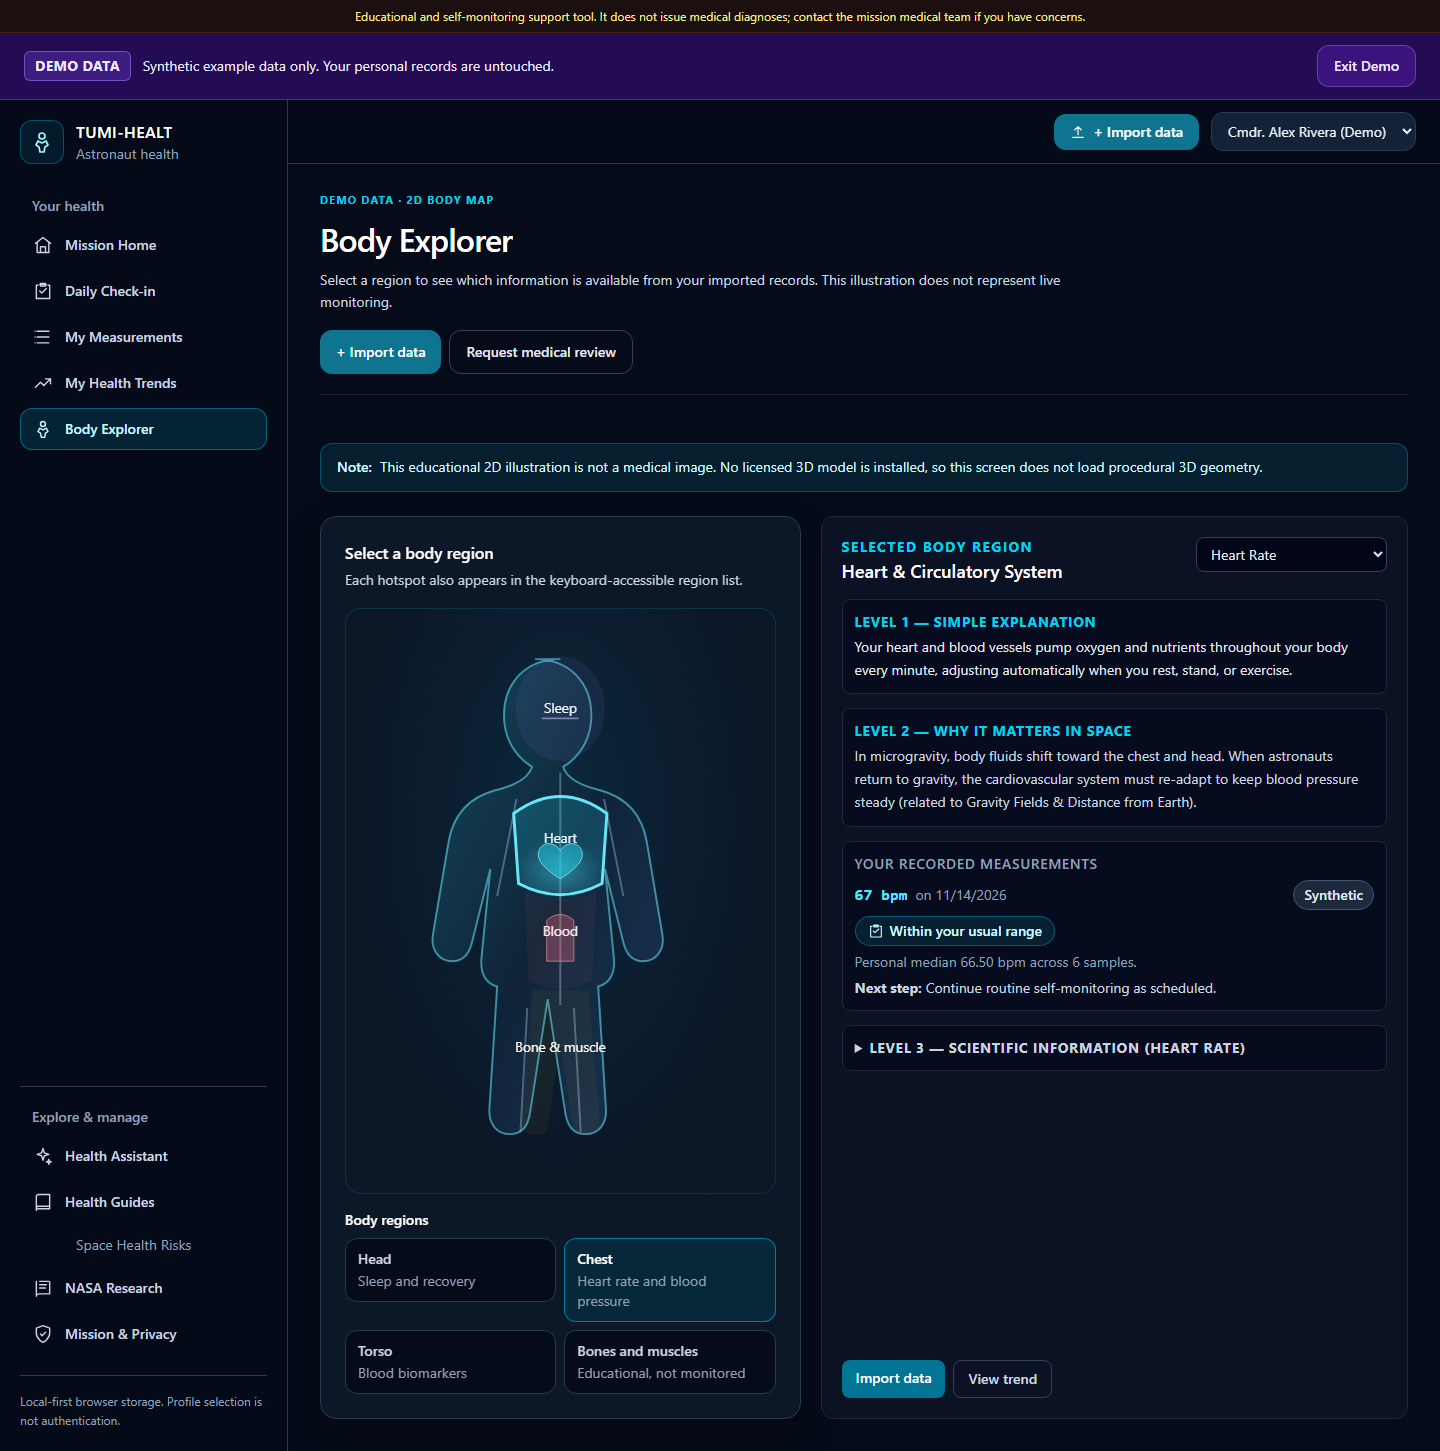 Educational and self-monitoring support tool. It does not issue medical diagnoses; contact the mission medical team if you have concerns.
DEMO DATA
Synthetic example data only. Your personal records are untouched.
Exit Demo
TUMI-HEALT
Astronaut health
+ Import data
Cmdr. Alex Rivera (Demo)
Your health
Mission Home
Daily Check-in
My Measurements
My Health Trends
Body Explorer
DEMO DATA · 2D BODY MAP
Body Explorer
Select a region to see which information is available from your imported records. This illustration does not represent live
monitoring.
+ Import data
Request medical review
Note: This educational 2D illustration is not a medical image. No licensed 3D model is installed, so this screen does not load procedural 3D geometry.
Select a body region
Each hotspot also appears in the keyboard-accessible region list.
Sleep
Heart
Blood
Bone & muscle
Body regions
Head
Sleep and recovery
Chest
Heart rate and blood
pressure
Torso
Blood biomarkers
Bones and muscles
Educational, not monitored
SELECTED BODY REGION
Heart & Circulatory System
Heart Rate
LEVEL 1 — SIMPLE EXPLANATION
Your heart and blood vessels pump oxygen and nutrients throughout your body
every minute, adjusting automatically when you rest, stand, or exercise.
LEVEL 2 — WHY IT MATTERS IN SPACE
In microgravity, body fluids shift toward the chest and head. When astronauts
return to gravity, the cardiovascular system must re-adapt to keep blood pressure
steady (related to Gravity Fields & Distance from Earth).
YOUR RECORDED MEASUREMENTS
67 bpm on 11/14/2026
Synthetic
Within your usual range
Personal median 66.50 bpm across 6 samples.
Next step: Continue routine self-monitoring as scheduled.
LEVEL 3 — SCIENTIFIC INFORMATION (HEART RATE)
Import data
View trend
Explore & manage
Health Assistant
Health Guides
Space Health Risks
NASA Research
Mission & Privacy
Local-first browser storage. Profile selection is
not authentication.